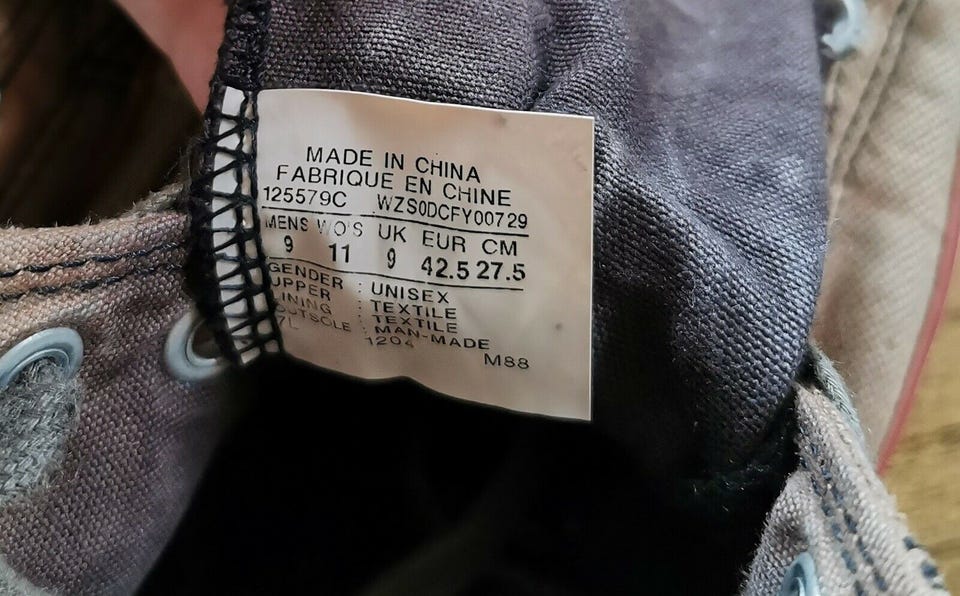 MADE IN CHINA
FABRIQUE EN CHINE
125579C WZS0DCFY00729
MENS WO'S UK EUR CM
9 11 9 42.5 27.5
GENDER : UNISEX
UPPER : TEXTILE
LINING : TEXTILE
OUTSOLE : MAN-MADE
7L 1204 M88